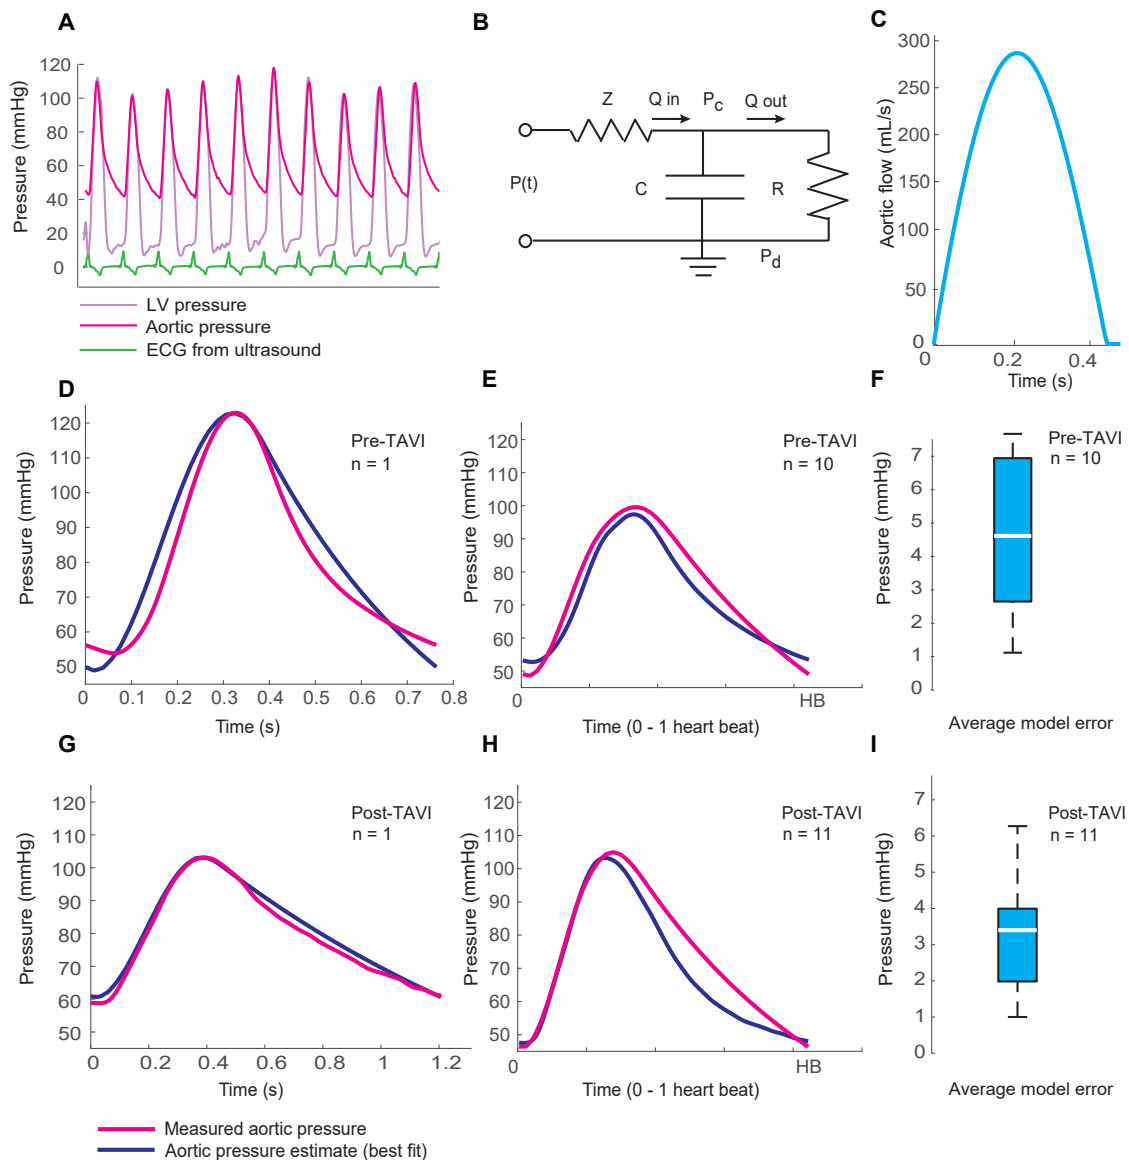 A
Pressure (mmHg)
120
100
80
60
40
20
0
LV pressure
Aortic pressure
ECG from ultrasound
B
Z
Q in
Pc
Q out
P(t)
C
R
Pd
C
Aortic flow (mL/s)
300
250
200
150
300
50
0
0.2
0.4
Time (s)
D
Pressure (mmHg)
120
110
100
90
80
70
60
50
0
0.1
0.2
0.3
0.4
0.5
0.6
0.7
0.8
Time (s)
Pre-TAVI
n = 1
E
Pressure (mmHg)
120
110
100
90
80
70
60
50
0
HB
Time (0 - 1 heart beat)
Pre-TAVI
n = 10
F
Pressure (mmHg)
7
6
5
4
3
2
1
0
Pre-TAVI
n = 10
Average model error
G
Pressure (mmHg)
120
110
100
90
80
70
60
50
0
0.2
0.4
0.6
0.8
1.0
1.2
Time (s)
Post-TAVI
n = 1
H
Pressure (mmHg)
120
110
100
90
80
70
60
50
0
HB
Time (0 - 1 heart beat)
Post-TAVI
n = 11
I
Pressure (mmHg)
7
6
5
4
3
2
1
0
Post-TAVI
n = 11
Average model error
Measured aortic pressure
Aortic pressure estimate (best fit)